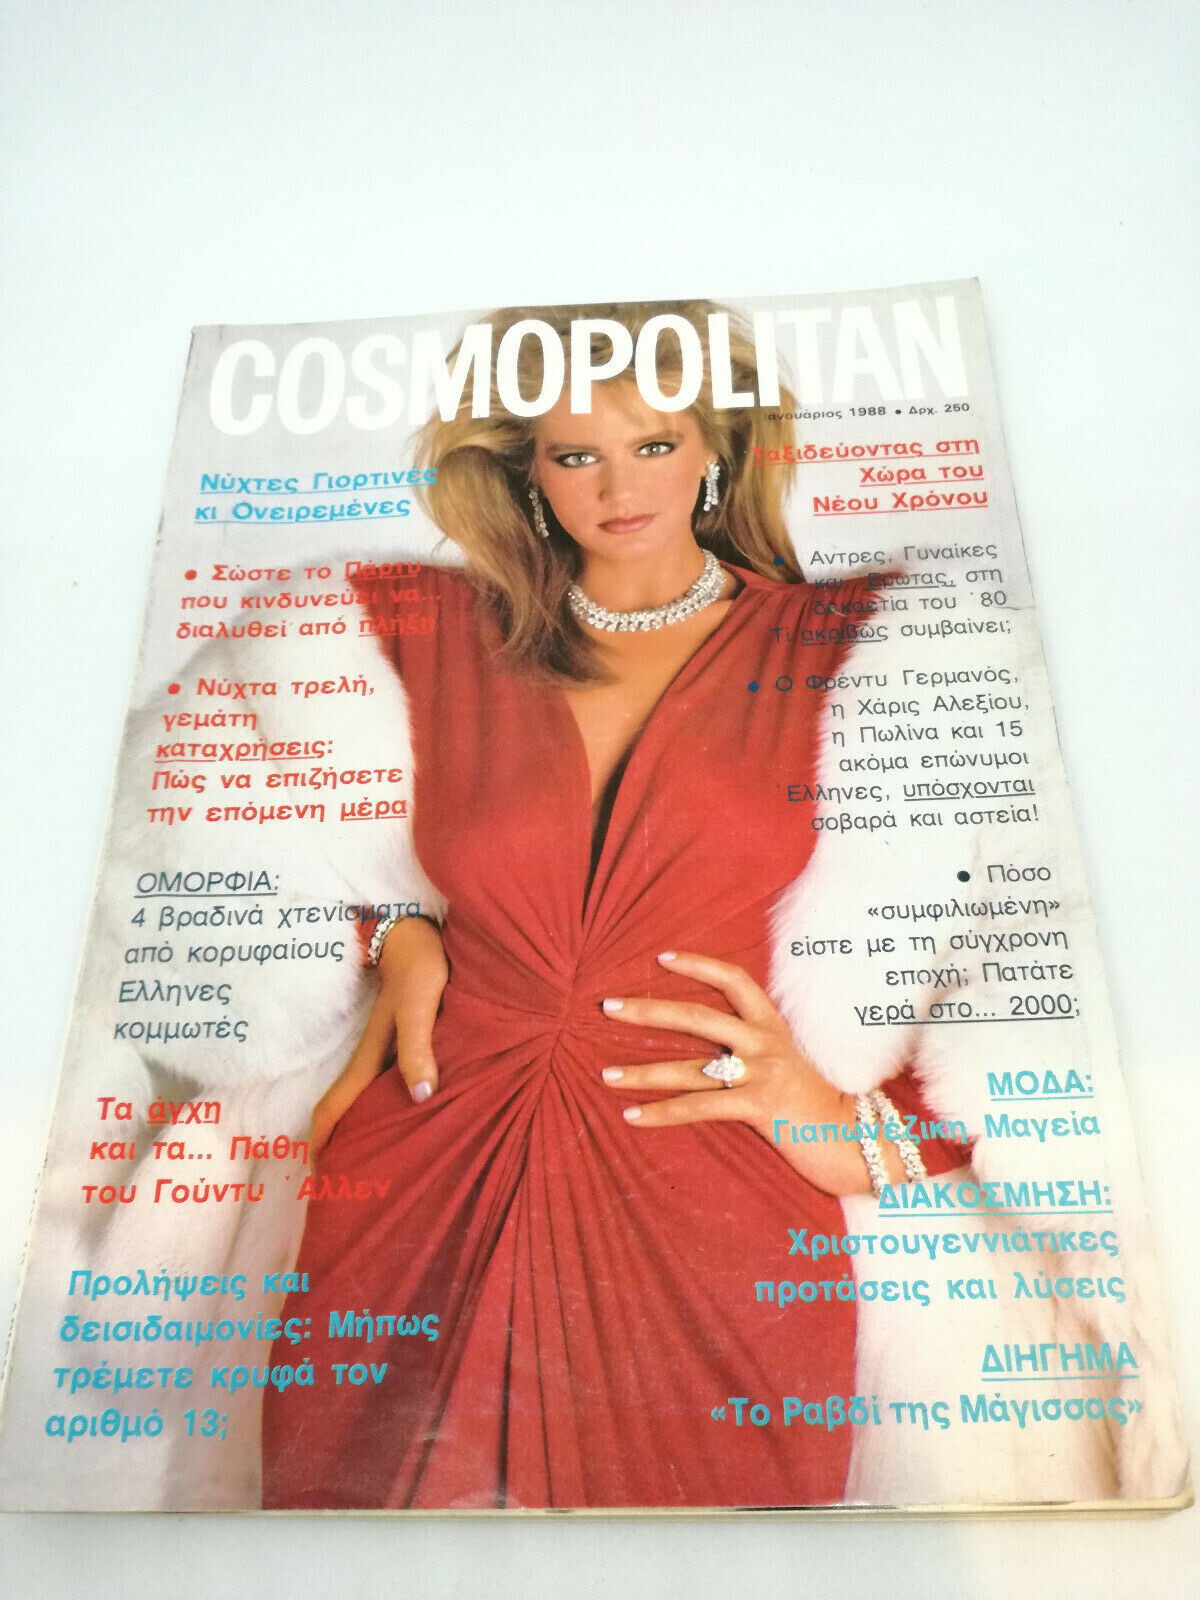 COSMOPOLITAN
Ιανουάριος 1988 • Δρχ. 250
Νύχτες Γιορτινές
κι Ονειρεμένες
• Σώστε το Πάρτυ
που κινδυνεύει να...
διαλυθεί από πλήξη
• Νύχτα τρελή,
γεμάτη
καταχρήσεις:
Πώς να επιζήσετε
την επόμενη μέρα
ΟΜΟΡΦΙΑ:
4 βραδινά χτενίσματα
από κορυφαίους
Ελληνες
κομμωτές
Τα άγχη
και τα... Πάθη
του Γούντυ Άλλεν
Προλήψεις και
δεισιδαιμονίες: Μήπως
τρέμετε κρυφά τον
αριθμό 13;
Ταξιδεύοντας στη
Χώρα του
Νέου Χρόνου
• Αντρες, Γυναίκες
και Ερωτας, στη
δεκαετία του '80
Τι ακριβώς συμβαίνει;
• Ο Φρέντυ Γερμανός,
η Χάρις Αλεξίου,
η Πωλίνα και 15
ακόμα επώνυμοι
Ελληνες, υπόσχονται
σοβαρά και αστεία!
• Πόσο
«συμφιλιωμένη»
είστε με τη σύγχρονη
εποχή; Πατάτε
γερά στο... 2000;
ΜΟΔΑ:
Γιαπωνέζικη Μαγεία
ΔΙΑΚΟΣΜΗΣΗ:
Χριστουγεννιάτικες
προτάσεις και λύσεις
ΔΙΗΓΗΜΑ
«Το Ραβδί της Μάγισσας»